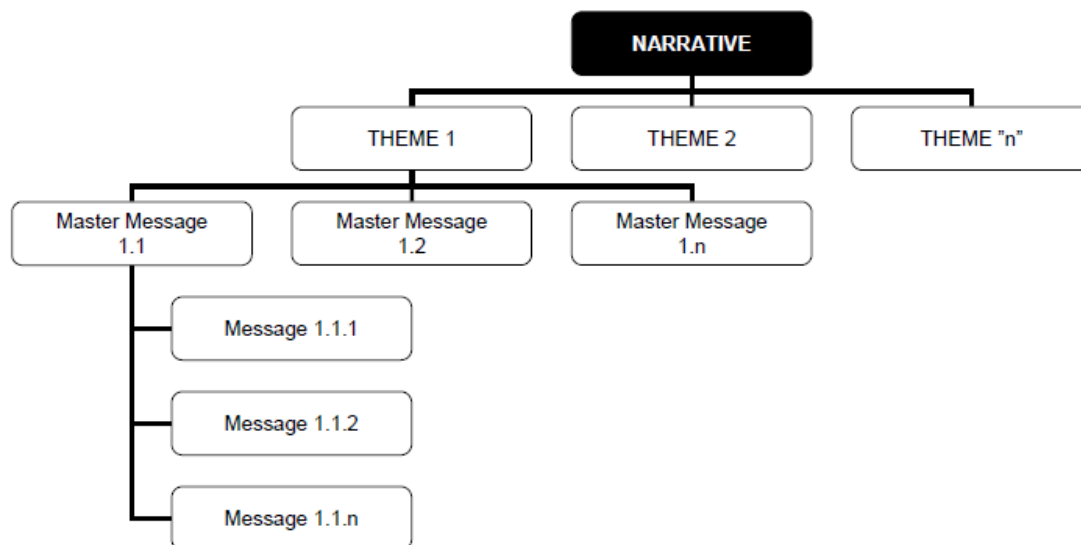 NARRATIVE
THEME 1
THEME 2
THEME ”n”
Master Message
1.1
Master Message
1.2
Master Message
1.n
Message 1.1.1
Message 1.1.2
Message 1.1.n